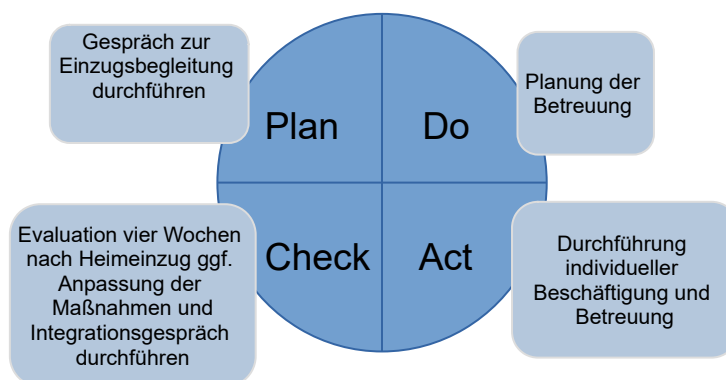 Gespräch zur
Einzugsbegleitung
durchführen
Plan
Do
Planung der
Betreuung
Evaluation vier Wochen
nach Heimeinzug ggf.
Anpassung der
Maßnahmen und
Integrationsgespräch
durchführen
Check
Act
Durchführung
individueller
Beschäftigung und
Betreuung